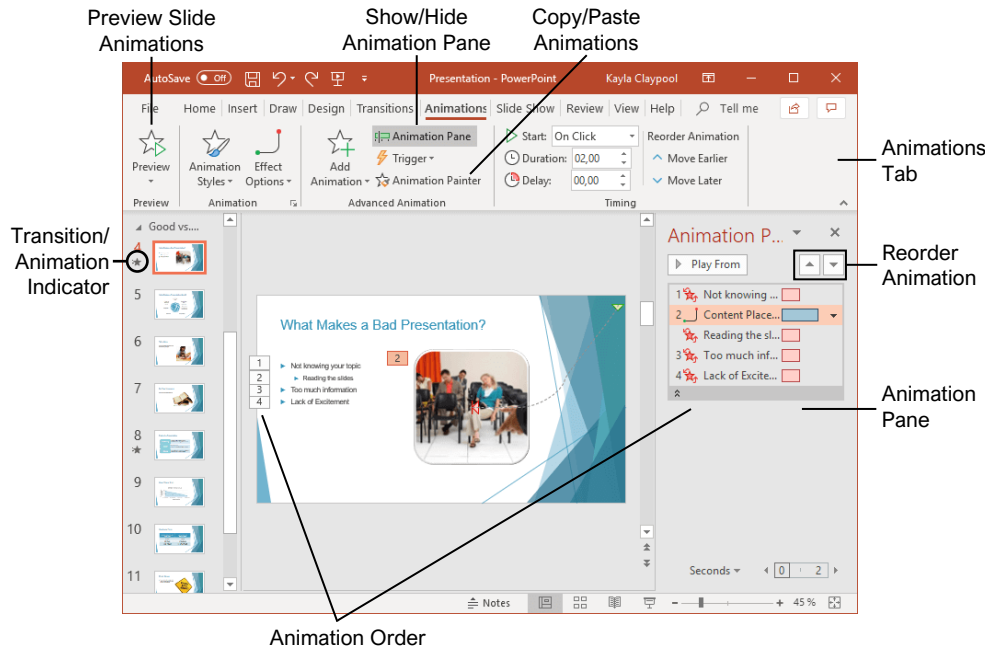 Preview Slide
Animations
Show/Hide
Animation Pane
Copy/Paste
Animations
AutoSave Off
Presentation - PowerPoint
Kayla Claypool
File Home Insert Draw Design Transitions Animations Slide Show Review View Help Tell me
Preview
Animation
Styles
Effect
Options
Add
Animation
Animation Pane
Trigger
Animation Painter
Start: On Click
Duration: 02,00
Delay: 00,00
Reorder Animation
Move Earlier
Move Later
Preview Animation Advanced Animation Timing
Animations
Tab
Transition/
Animation
Indicator
Good vs....
4
5
6
7
8
9
10
11
What Makes a Bad Presentation?
1 Not knowing your topic
2 Reading the slides
3 Too much information
4 Lack of Excitement
2
Animation P...
Play From
1 Not knowing ...
2 Content Place...
Reading the sl...
3 Too much inf...
4 Lack of Excite...
Reorder
Animation
Animation
Pane
Seconds 0 2
Notes
45 %
Animation Order